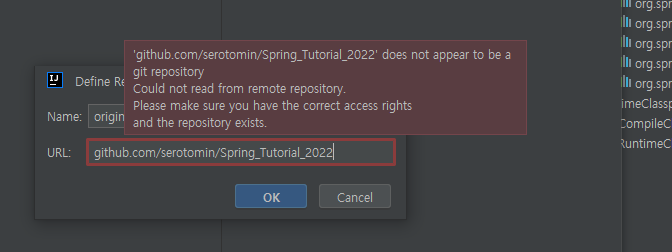 org.spr
'github.com/serotomin/Spring_Tutorial_2022' does not appear to be a
git repository
Could not read from remote repository.
Please make sure you have the correct access rights
and the repository exists.
org.spr
org.spr
org.spr
org.spr
IJ
Define Re
Name:
origin
URL:
github.com/serotomin/Spring_Tutorial_2022
OK
Cancel
imeClassp
CompileC
RuntimeC